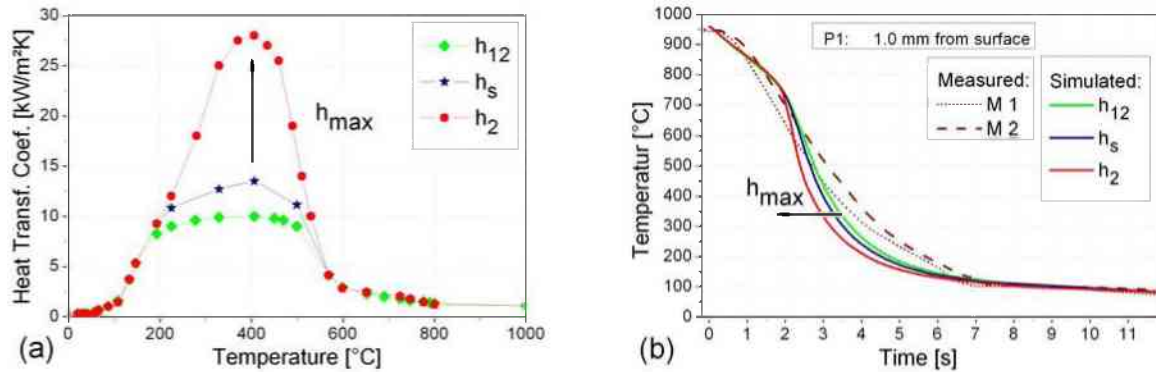 30
25
20
15
10
5
0
Heat Transf. Coef. [kW/m²K]
h12
hs
h2
hmax
0 200 400 600 800 1000
Temperature [°C]
(a)
1000
900
800
700
600
500
400
300
200
100
0
Temperatur [°C]
P1: 1.0 mm from surface
Measured:
M 1
M 2
Simulated:
h12
hs
h2
hmax
0 1 2 3 4 5 6 7 8 9 10 11
Time [s]
(b)